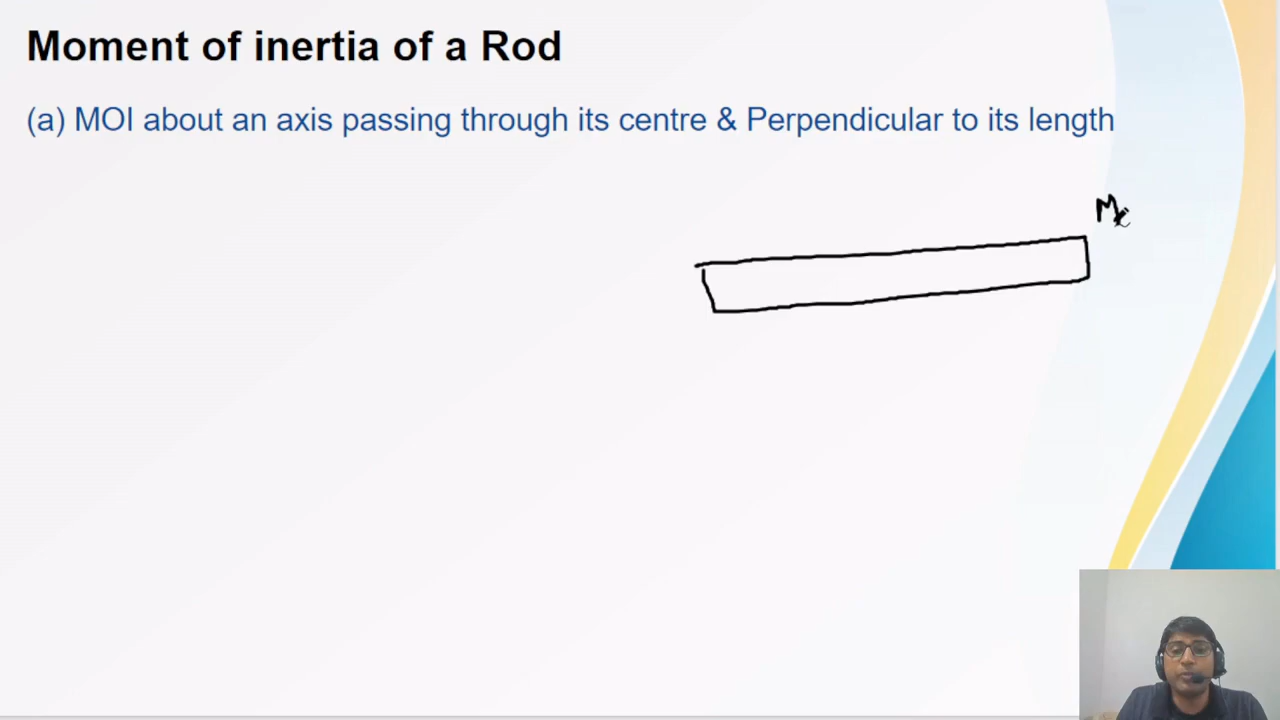 Moment of inertia of a Rod
(a) MOI about an axis passing through its centre & Perpendicular to its length
M